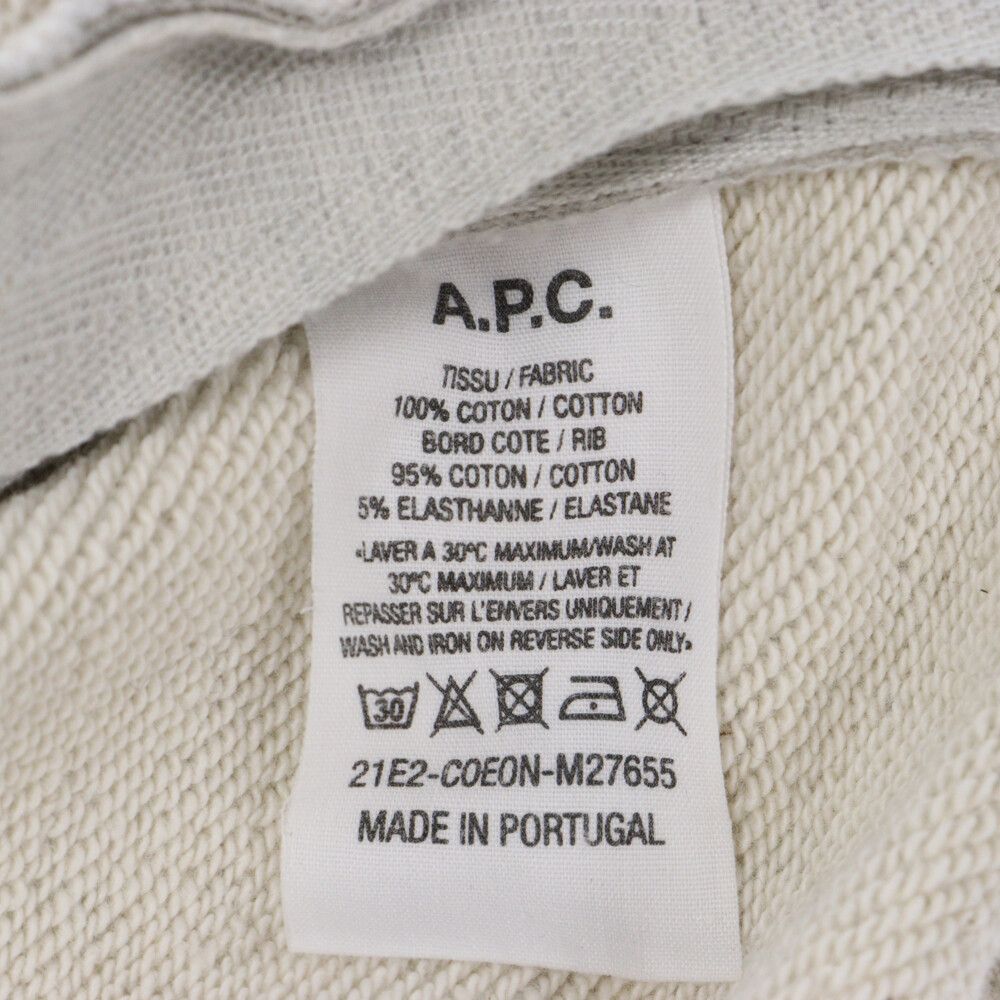 A.P.C.
TISSU / FABRIC
100% COTON / COTTON
BORD COTE / RIB
95% COTON / COTTON
5% ELASTHANNE / ELASTANE
«LAVER A 30°C MAXIMUM/WASH AT
30°C MAXIMUM / LAVER ET
REPASSER SUR L'ENVERS UNIQUEMENT/
WASH AND IRON ON REVERSE SIDE ONLY»
30
21E2-COEON-M27655
MADE IN PORTUGAL